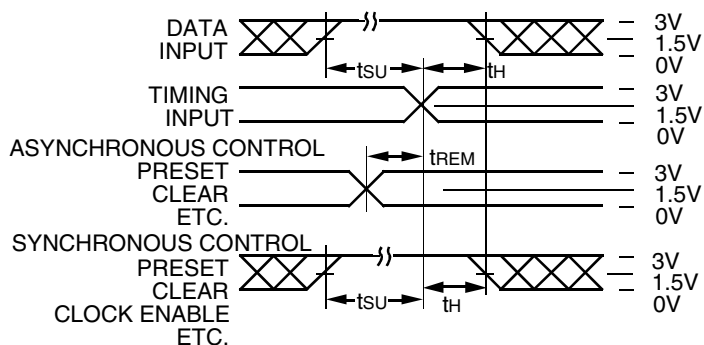 DATA
INPUT
tSU
tH
3V
1.5V
0V
TIMING
INPUT
3V
1.5V
0V
ASYNCHRONOUS CONTROL
PRESET
CLEAR
ETC.
tREM
3V
1.5V
0V
SYNCHRONOUS CONTROL
PRESET
CLEAR
CLOCK ENABLE
ETC.
tSU
tH
3V
1.5V
0V